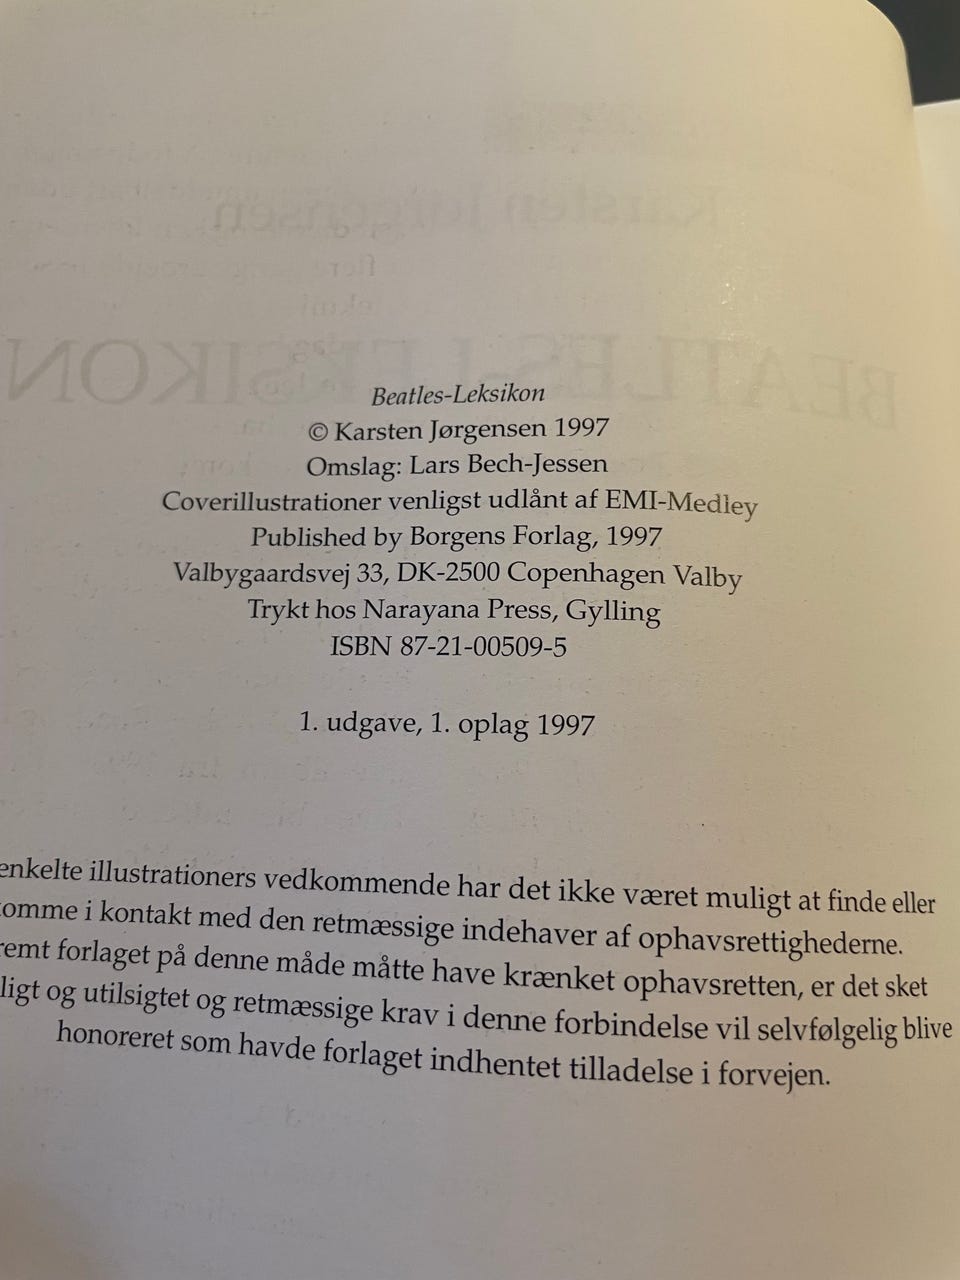 Beatles-Leksikon
© Karsten Jørgensen 1997
Omslag: Lars Bech-Jessen
Coverillustrationer venligst udlånt af EMI-Medley
Published by Borgens Forlag, 1997
Valbygaardsvej 33, DK-2500 Copenhagen Valby
Trykt hos Narayana Press, Gylling
ISBN 87-21-00509-5
1. udgave, 1. oplag 1997
enkelte illustrationers vedkommende har det ikke været muligt at finde eller
omme i kontakt med den retmæssige indehaver af ophavsrettighederne.
remt forlaget på denne måde måtte have krænket ophavsretten, er det sket
ligt og utilsigtet og retmæssige krav i denne forbindelse vil selvfølgelig blive
honoreret som havde forlaget indhentet tilladelse i forvejen.